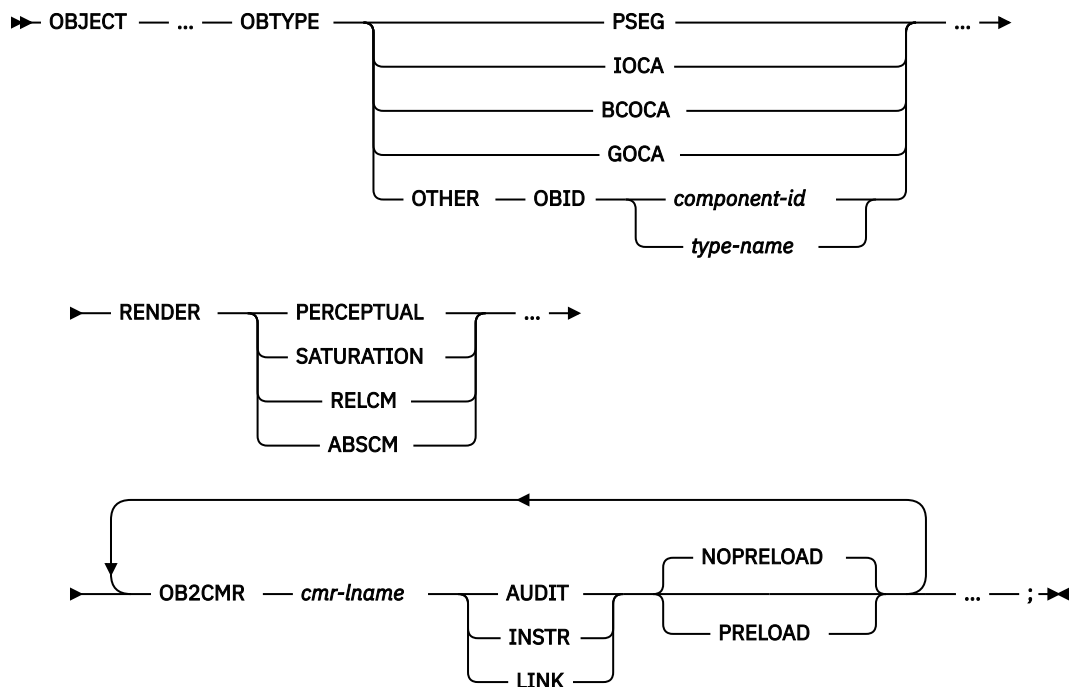 OBJECT ... OBTYPE PSEG ...
IOCA
BCOCA
GOCA
OTHER OBID component-id
type-name
RENDER PERCEPTUAL ...
SATURATION
RELCM
ABSCM
NOPRELOAD
OB2CMR cmr-lname AUDIT ... ;
INSTR PRELOAD
LINK